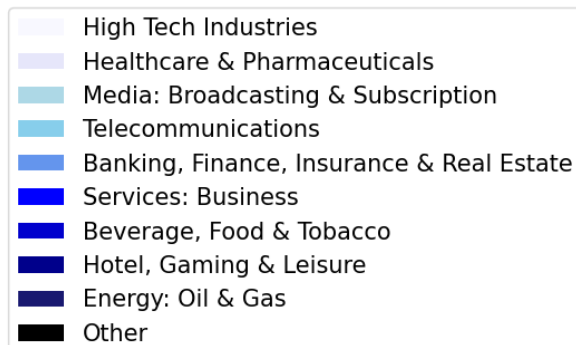 High Tech Industries
Healthcare & Pharmaceuticals
Media: Broadcasting & Subscription
Telecommunications
Banking, Finance, Insurance & Real Estate
Services: Business
Beverage, Food & Tobacco
Hotel, Gaming & Leisure
Energy: Oil & Gas
Other